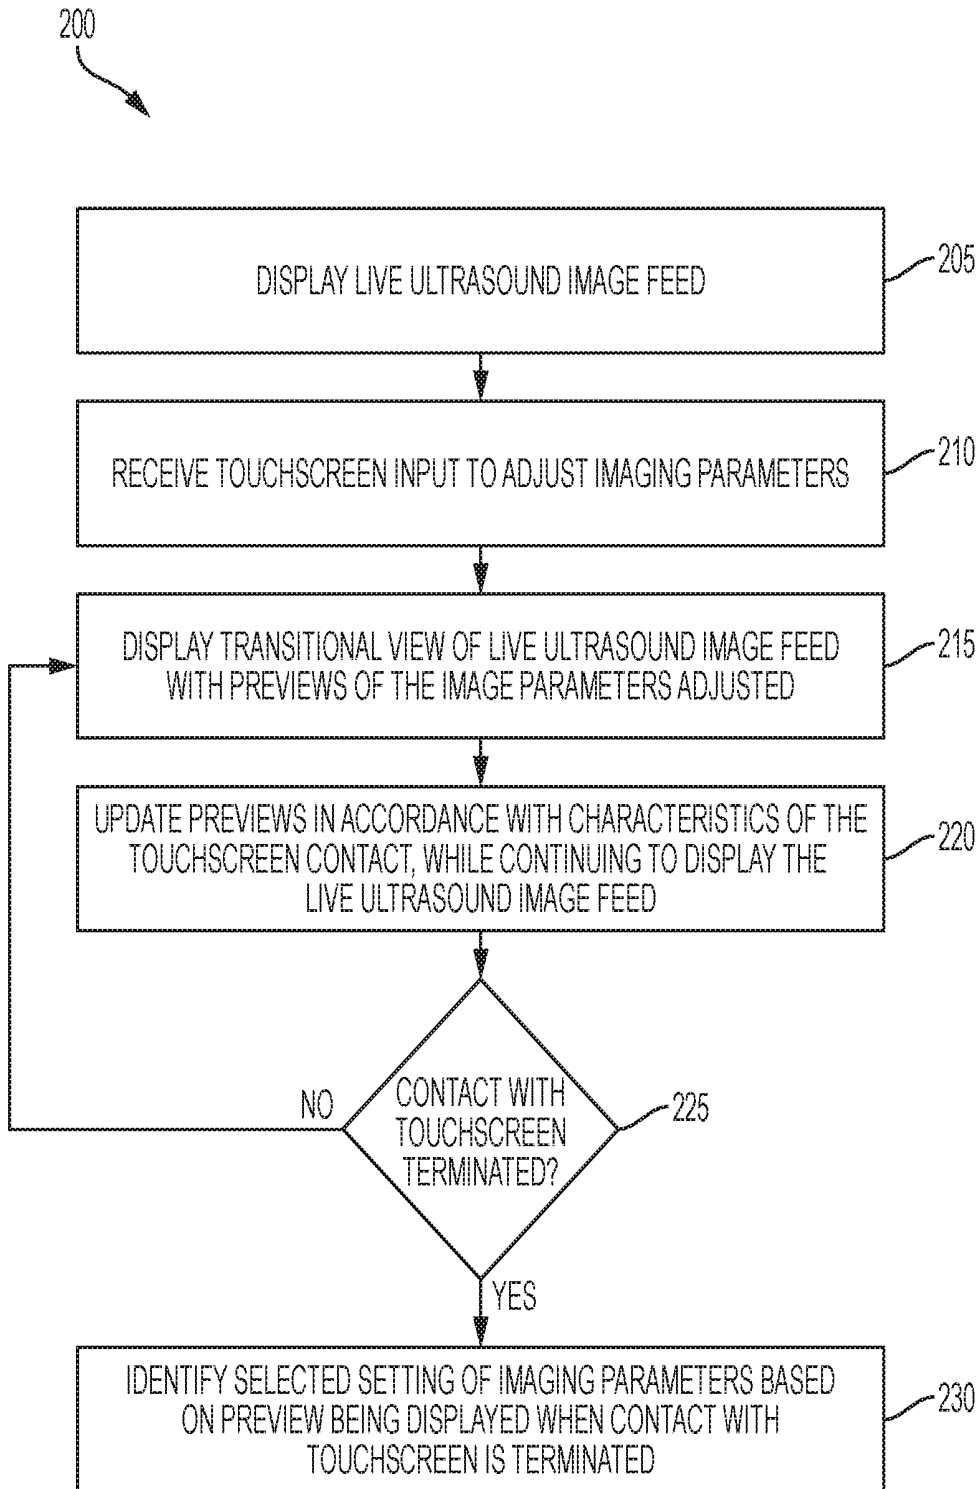 200
DISPLAY LIVE ULTRASOUND IMAGE FEED
205
RECEIVE TOUCHSCREEN INPUT TO ADJUST IMAGING PARAMETERS
210
DISPLAY TRANSITIONAL VIEW OF LIVE ULTRASOUND IMAGE FEED
WITH PREVIEWS OF THE IMAGE PARAMETERS ADJUSTED
215
UPDATE PREVIEWS IN ACCORDANCE WITH CHARACTERISTICS OF THE
TOUCHSCREEN CONTACT, WHILE CONTINUING TO DISPLAY THE
LIVE ULTRASOUND IMAGE FEED
220
NO
CONTACT WITH
TOUCHSCREEN
TERMINATED?
225
YES
IDENTIFY SELECTED SETTING OF IMAGING PARAMETERS BASED
ON PREVIEW BEING DISPLAYED WHEN CONTACT WITH
TOUCHSCREEN IS TERMINATED
230